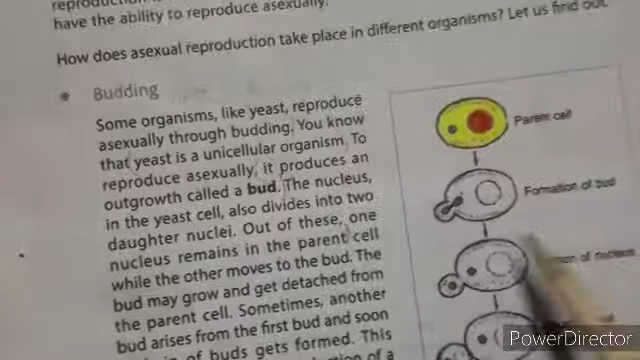 have the ability to reproduce asexually.
How does asexual reproduction take place in different organisms? Let us find out
• Budding
Some organisms, like yeast, reproduce
asexually through budding. You know
that yeast is a unicellular organism. To
reproduce asexually, it produces an
outgrowth called a bud. The nucleus,
in the yeast cell, also divides into two
daughter nuclei. Out of these, one
nucleus remains in the parent cell
while the other moves to the bud. The
bud may grow and get detached from
the parent cell. Sometimes, another
bud arises from the first bud and soon
of buds gets formed. This
of a
Parent cell
Formation of bud
of nucleus
PowerDirector